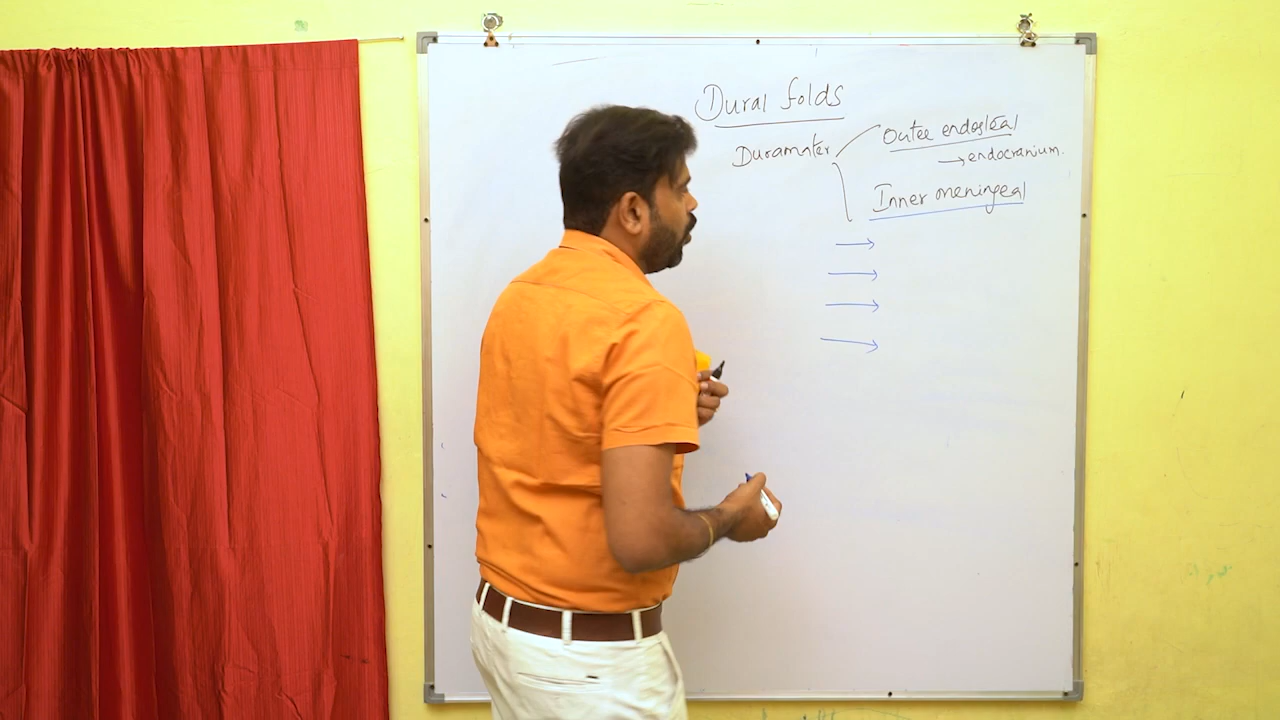 Dural folds
Duramater
Outer endosteal
→ endocranium.
Inner meningeal
→
→
→
→